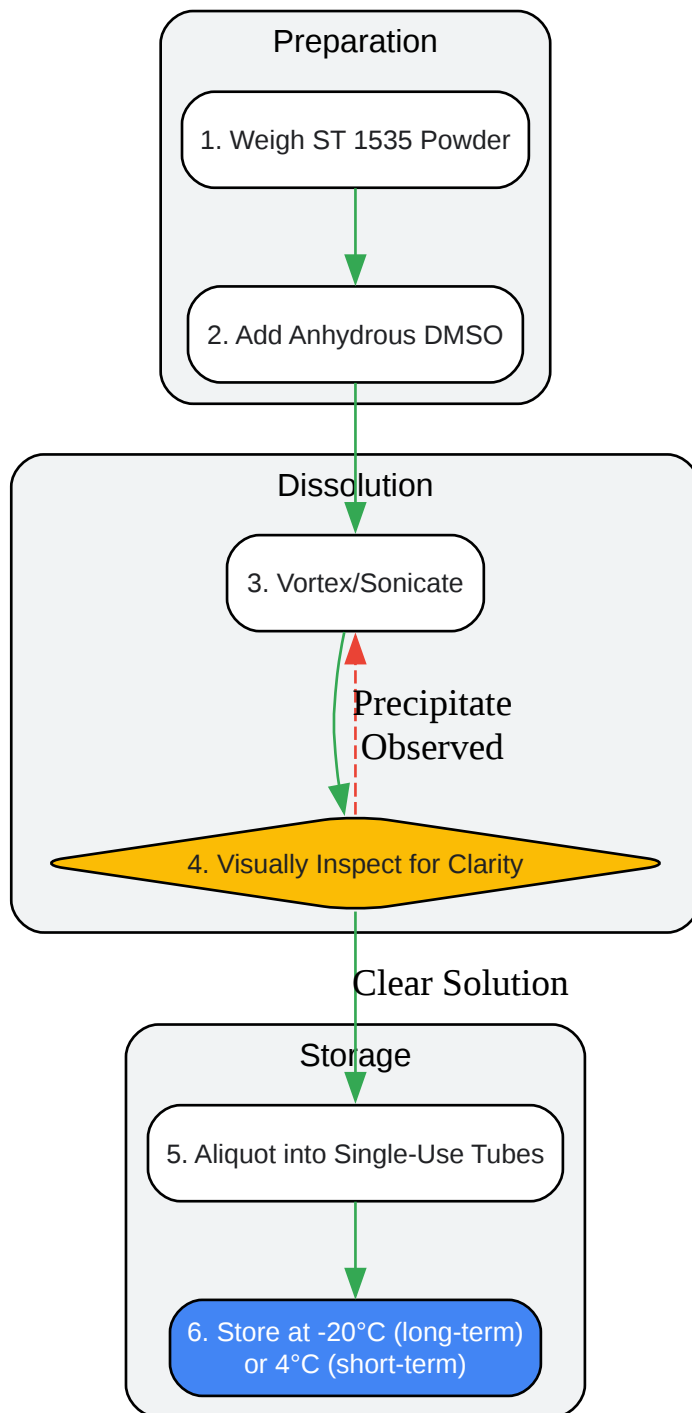 Preparation
1. Weigh ST 1535 Powder
2. Add Anhydrous DMSO
Dissolution
3. Vortex/Sonicate
Precipitate
Observed
4. Visually Inspect for Clarity
Clear Solution
Storage
5. Aliquot into Single-Use Tubes
6. Store at -20°C (long-term)
or 4°C (short-term)